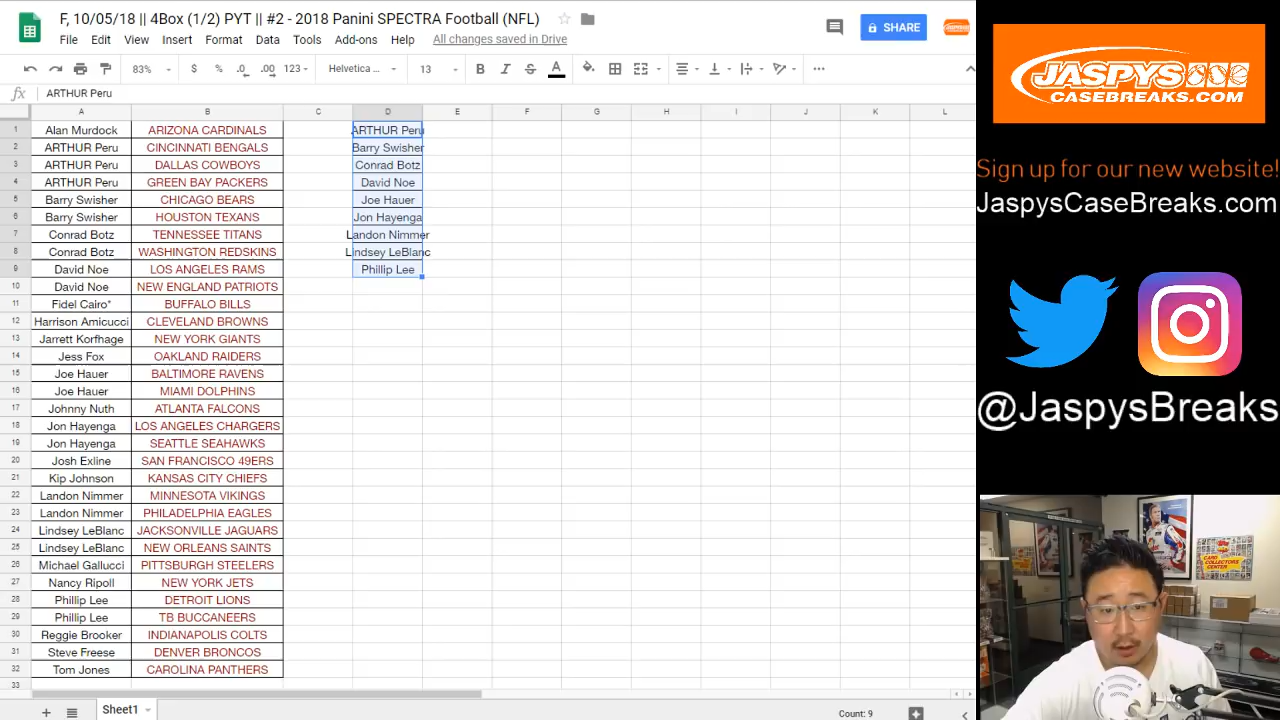 F, 10/05/18 || 4Box (1/2) PYT || #2 - 2018 Panini SPECTRA Football (NFL)
File Edit View Insert Format Data Tools Add-ons Help All changes saved in Drive
SHARE
83% $ % .0 .00 123 Helvetica... 13 B I S A
fx ARTHUR Peru
A B C D E F G H I J K L
1 Alan Murdock ARIZONA CARDINALS ARTHUR Peru
2 ARTHUR Peru CINCINNATI BENGALS Barry Swisher
3 ARTHUR Peru DALLAS COWBOYS Conrad Botz
4 ARTHUR Peru GREEN BAY PACKERS David Noe
5 Barry Swisher CHICAGO BEARS Joe Hauer
6 Barry Swisher HOUSTON TEXANS Jon Hayenga
7 Conrad Botz TENNESSEE TITANS Landon Nimmer
8 Conrad Botz WASHINGTON REDSKINS Lindsey LeBlanc
9 David Noe LOS ANGELES RAMS Phillip Lee
10 David Noe NEW ENGLAND PATRIOTS
11 Fidel Cairo* BUFFALO BILLS
12 Harrison Amicucci CLEVELAND BROWNS
13 Jarrett Korfhage NEW YORK GIANTS
14 Jess Fox OAKLAND RAIDERS
15 Joe Hauer BALTIMORE RAVENS
16 Joe Hauer MIAMI DOLPHINS
17 Johnny Nuth ATLANTA FALCONS
18 Jon Hayenga LOS ANGELES CHARGERS
19 Jon Hayenga SEATTLE SEAHAWKS
20 Josh Exline SAN FRANCISCO 49ERS
21 Kip Johnson KANSAS CITY CHIEFS
22 Landon Nimmer MINNESOTA VIKINGS
23 Landon Nimmer PHILADELPHIA EAGLES
24 Lindsey LeBlanc JACKSONVILLE JAGUARS
25 Lindsey LeBlanc NEW ORLEANS SAINTS
26 Michael Gallucci PITTSBURGH STEELERS
27 Nancy Ripoll NEW YORK JETS
28 Phillip Lee DETROIT LIONS
29 Phillip Lee TB BUCCANEERS
30 Reggie Brooker INDIANAPOLIS COLTS
31 Steve Freese DENVER BRONCOS
32 Tom Jones CAROLINA PANTHERS
33
Sheet1
Count: 9
JASPYS
CASEBREAKS.COM
Sign up for our new website!
JaspysCaseBreaks.com
@JaspysBreaks
CARD COLLECTORS CENTER